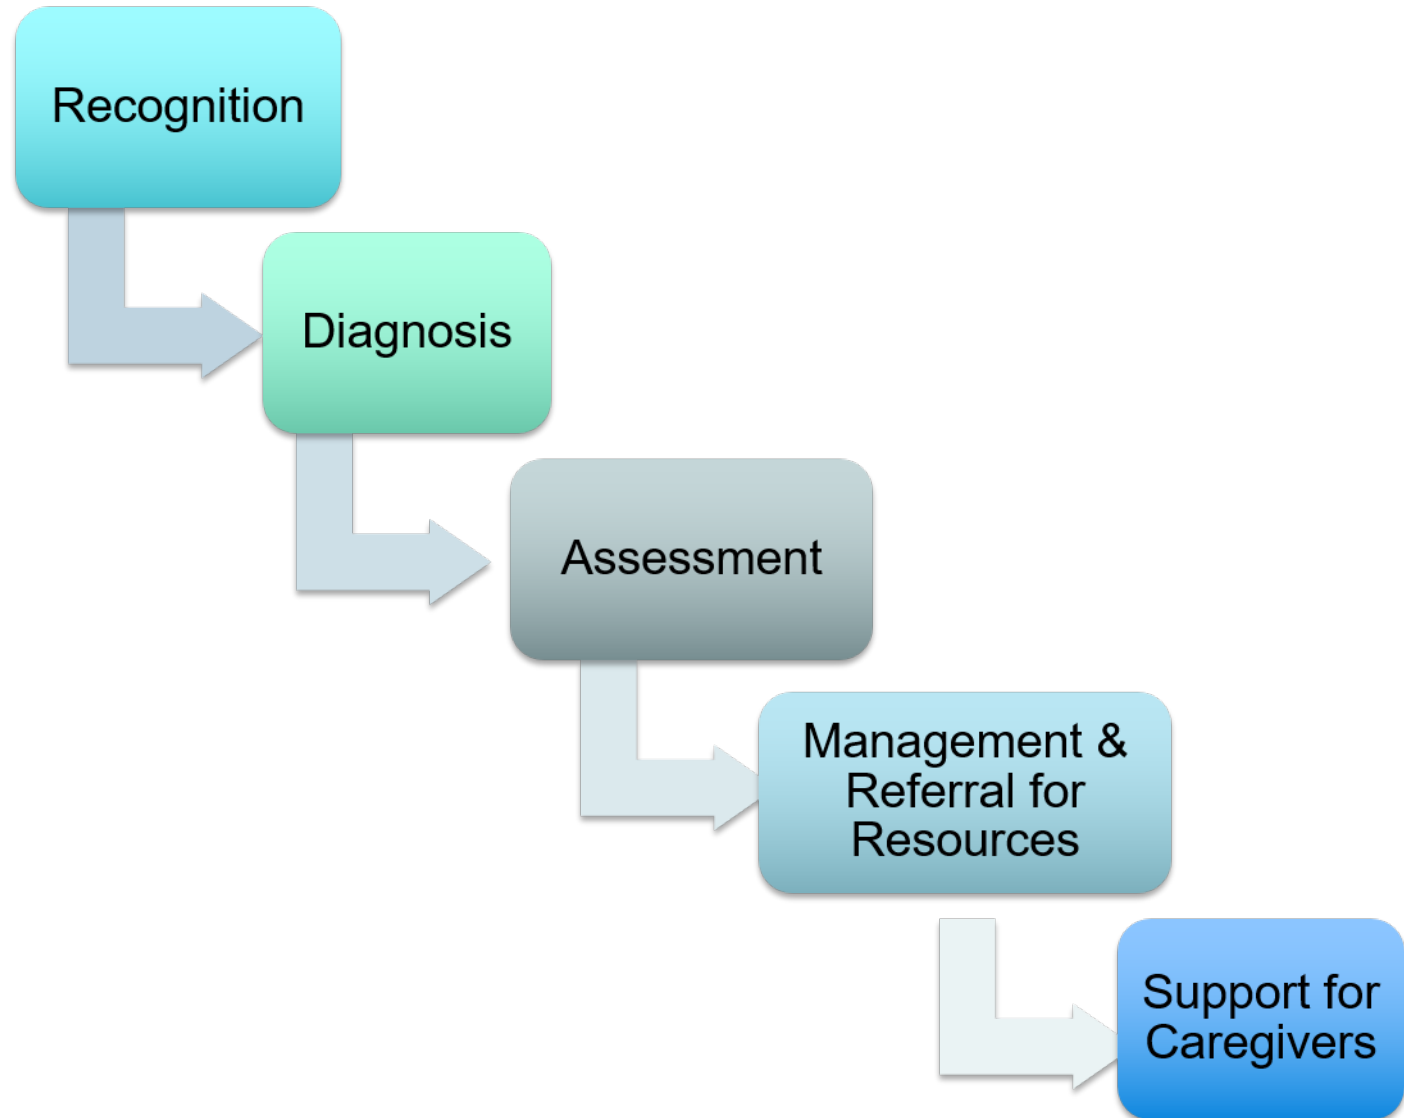 Recognition
Diagnosis
Assessment
Management &
Referral for
Resources
Support for
Caregivers